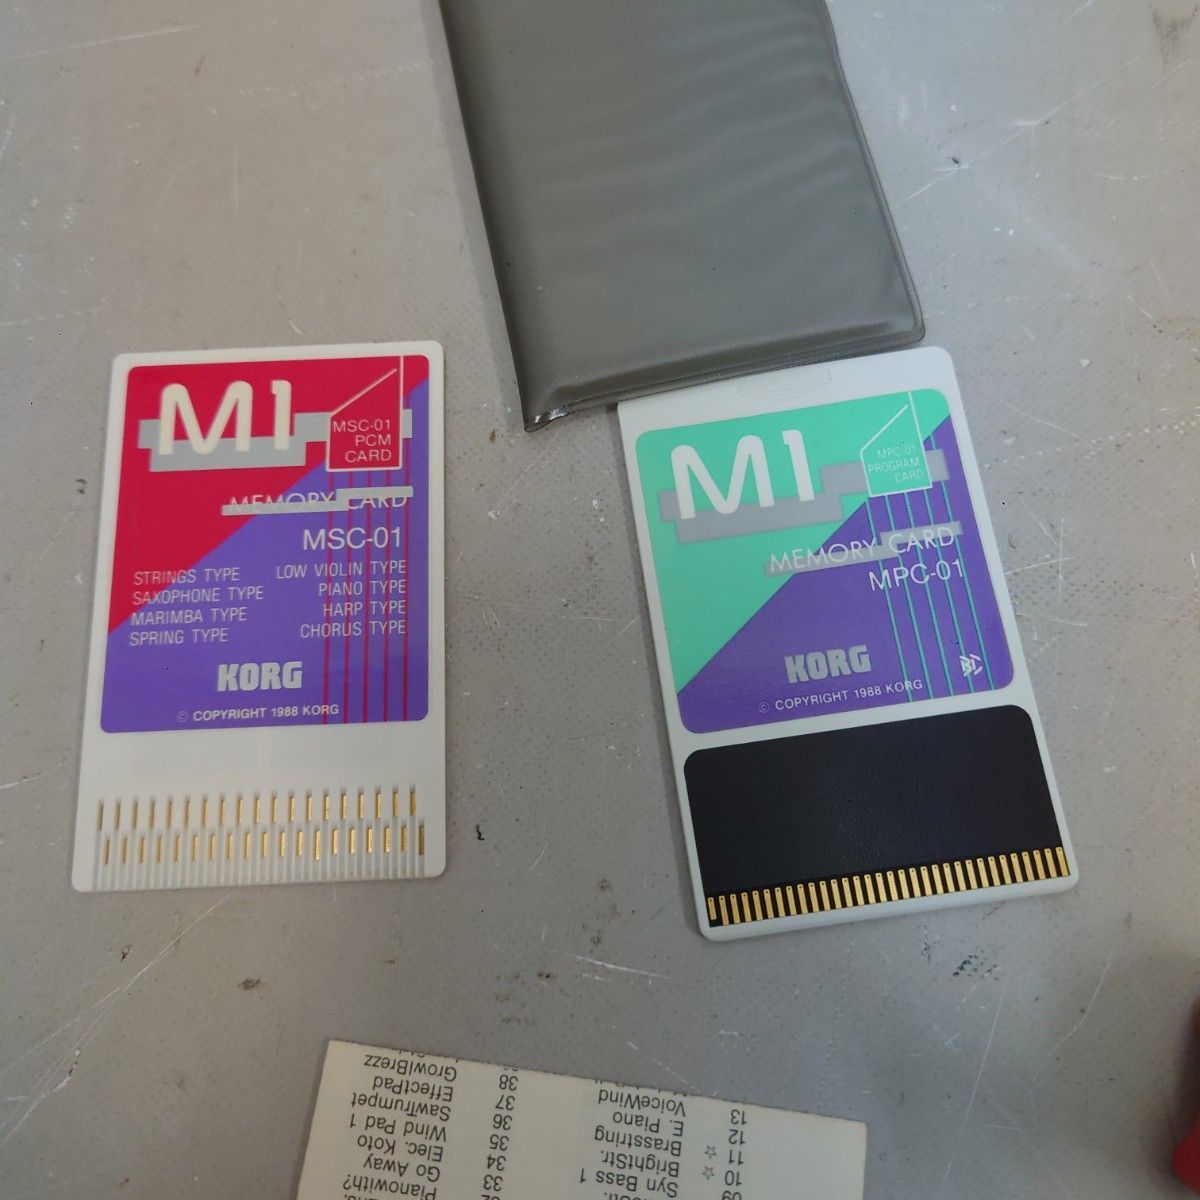 M1
MSC-01
PCM
CARD
MEMORY CARD
MSC-01
STRINGS TYPE LOW VIOLIN TYPE
SAXOPHONE TYPE PIANO TYPE
MARIMBA TYPE HARP TYPE
SPRING TYPE CHORUS TYPE
KORG
© COPYRIGHT 1988 KORG
M1
MPC-01
PROGRAM
CARD
MEMORY CARD
MPC-01
KORG
© COPYRIGHT 1988 KORG
09 Syn Bass 1
☆ 10 BrightStr.
☆ 11 Brasstring
12 E. Piano
13 VoiceWind
33 Pianowith?
34 Go Away
35 Elec. Koto
36 Wind Pad 1
37 SawTrumpet
38 EffectPad
GrowlBrezz